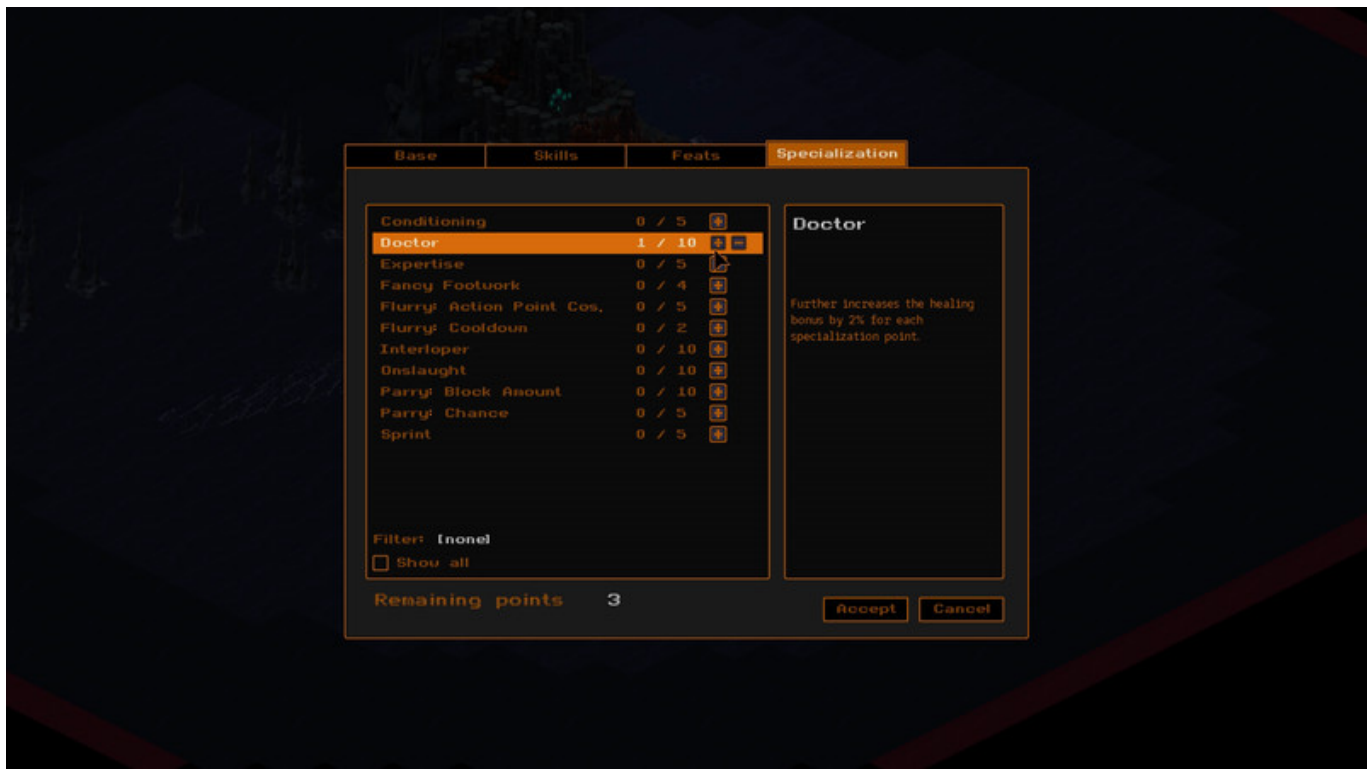 Base Skills Feats Specialization
Conditioning 0 / 5
Doctor 1 / 10
Expertise 0 / 5
Fancy Footwork 0 / 4
Flurry: Action Point Cos.
0 / 5
Flurry: Cooldown 0 / 2
Interloper 0 / 10
Onslaught 0 / 10
Parry: Block Amount 0 / 10
Parry: Chance 0 / 5
Sprint 0 / 5
Filter: [none]
Show all
Remaining points 3
Doctor
Further increases the healing
bonus by 2% for each
specialization point.
Accept Cancel